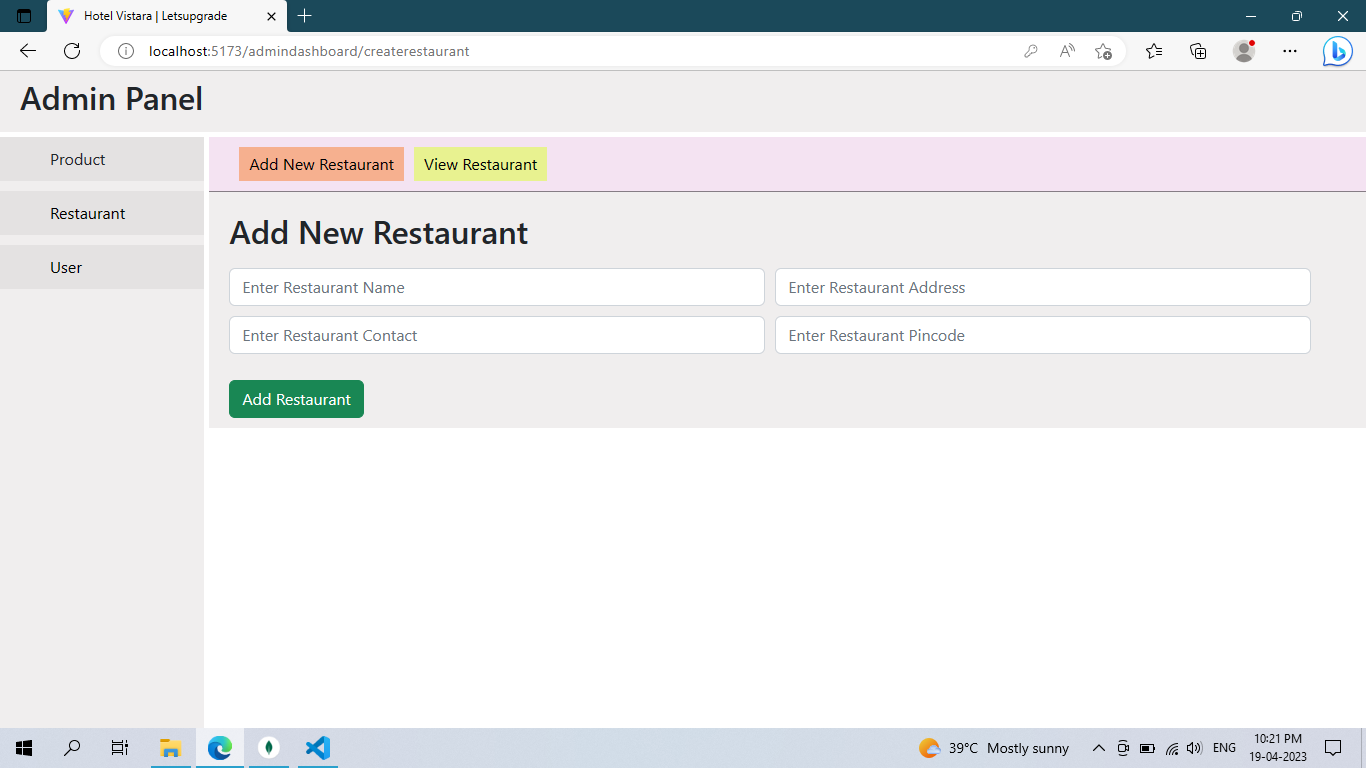 Hotel Vistara | Letsupgrade
localhost:5173/admindashboard/createrestaurant
Admin Panel
Product
Restaurant
User
Add New Restaurant
View Restaurant
Add New Restaurant
Enter Restaurant Name
Enter Restaurant Address
Enter Restaurant Contact
Enter Restaurant Pincode
Add Restaurant
39°C Mostly sunny
ENG
10:21 PM
19-04-2023